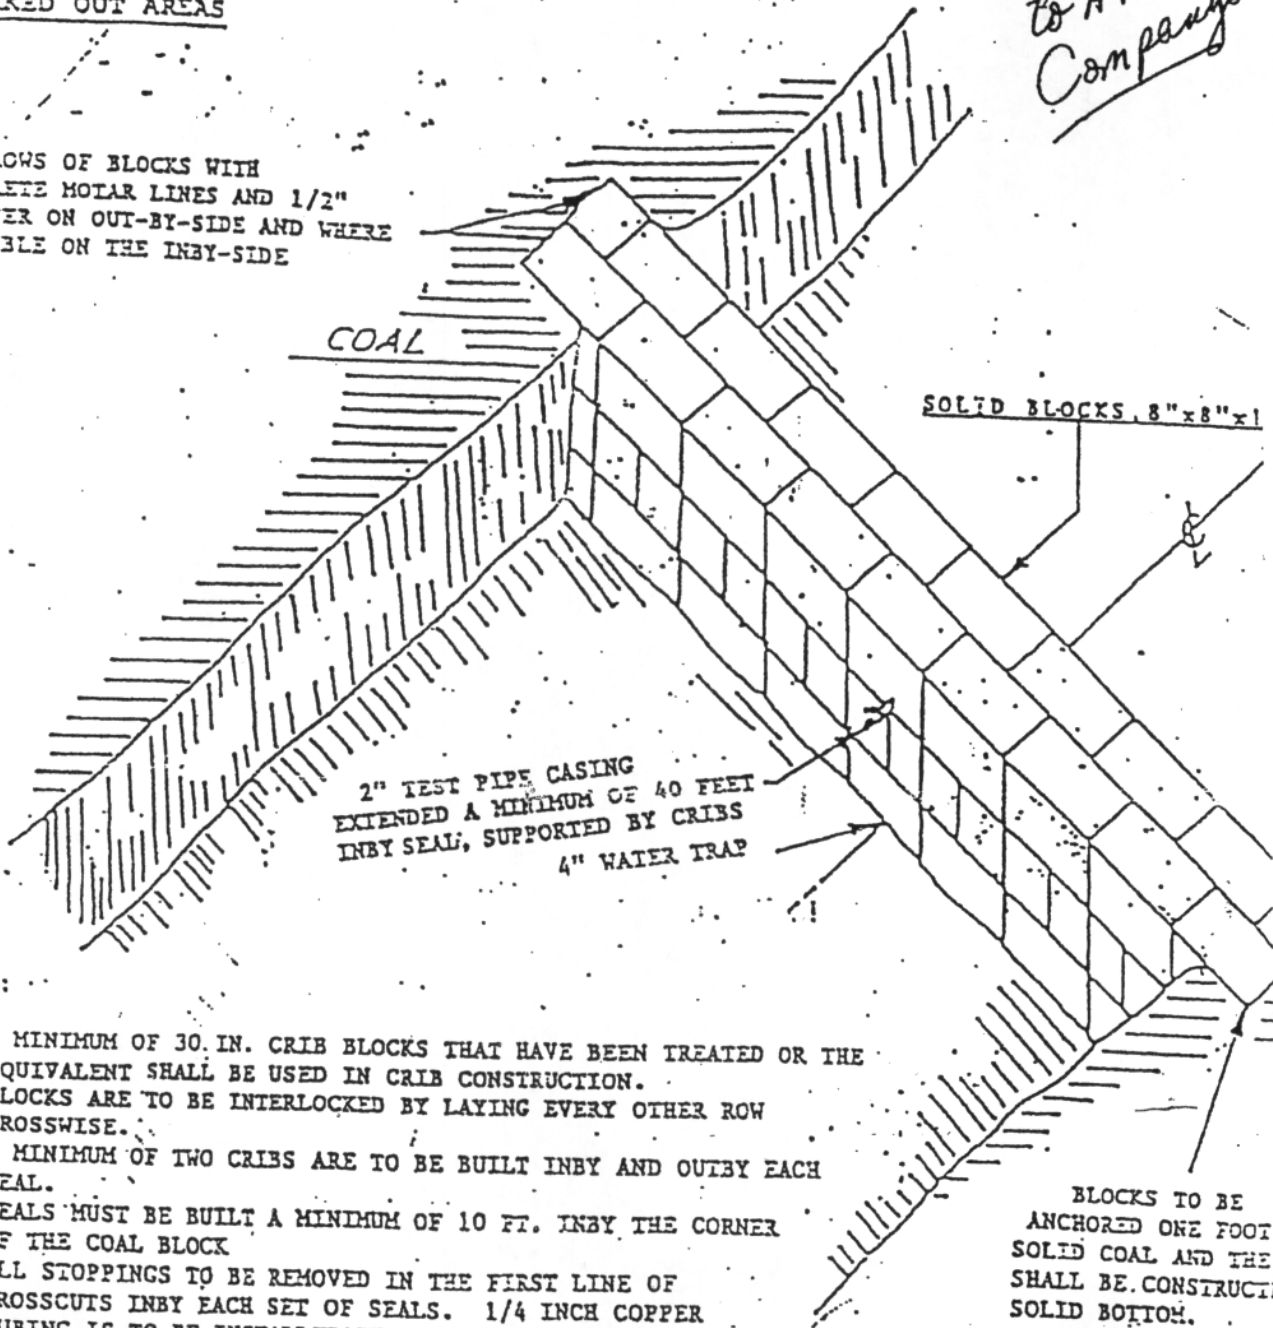 KED OUT AREAS
to A
Company
OWS OF BLOCKS WITH
LETE MOTAR LINES AND 1/2"
ER ON OUT-BY-SIDE AND WHERE
BLE ON THE INBY-SIDE
COAL
SOLID BLOCKS, 8"x8"x1
℄
2" TEST PIPE CASING
EXTENDED A MINIMUM OF 40 FEET
INBY SEAL, SUPPORTED BY CRIBS
4" WATER TRAP
MINIMUM OF 30 IN. CRIB BLOCKS THAT HAVE BEEN TREATED OR THE
QUIVALENT SHALL BE USED IN CRIB CONSTRUCTION.
LOCKS ARE TO BE INTERLOCKED BY LAYING EVERY OTHER ROW
ROSSWISE.
MINIMUM OF TWO CRIBS ARE TO BE BUILT INBY AND OUTBY EACH
EAL.
EALS MUST BE BUILT A MINIMUM OF 10 FT. INBY THE CORNER
F THE COAL BLOCK
LL STOPPINGS TO BE REMOVED IN THE FIRST LINE OF
ROSSCUTS INBY EACH SET OF SEALS. 1/4 INCH COPPER
BLOCKS TO BE
ANCHORED ONE FOOT
SOLID COAL AND THE
SHALL BE CONSTRUCT
SOLID BOTTOM.